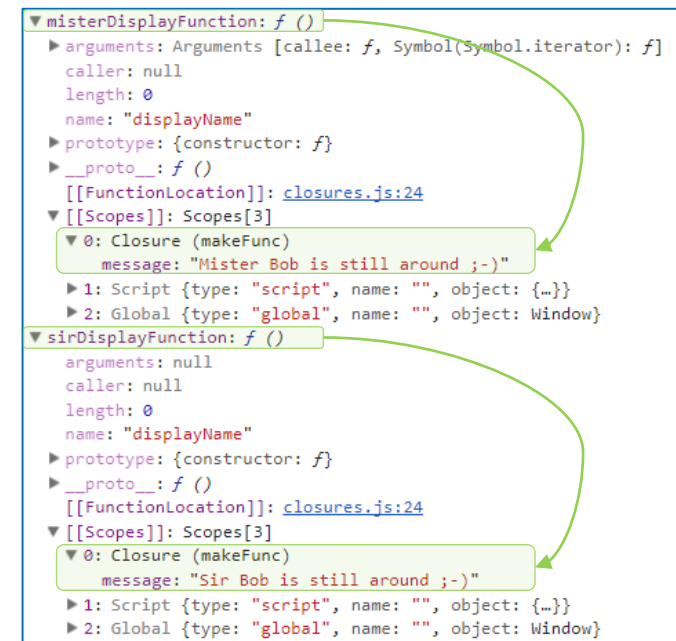 ▼ misterDisplayFunction: ƒ ()
▶ arguments: Arguments [callee: ƒ, Symbol(Symbol.iterator): ƒ]
caller: null
length: 0
name: "displayName"
▶ prototype: {constructor: ƒ}
▶ __proto__: ƒ ()
[[FunctionLocation]]: closures.js:24
▼ [[Scopes]]: Scopes[3]
▼ 0: Closure (makeFunc)
message: "Mister Bob is still around ;-)"
▶ 1: Script {type: "script", name: "", object: {…}}
▶ 2: Global {type: "global", name: "", object: Window}
▼ sirDisplayFunction: ƒ ()
arguments: null
caller: null
length: 0
name: "displayName"
▶ prototype: {constructor: ƒ}
▶ __proto__: ƒ ()
[[FunctionLocation]]: closures.js:24
▼ [[Scopes]]: Scopes[3]
▼ 0: Closure (makeFunc)
message: "Sir Bob is still around ;-)"
▶ 1: Script {type: "script", name: "", object: {…}}
▶ 2: Global {type: "global", name: "", object: Window}